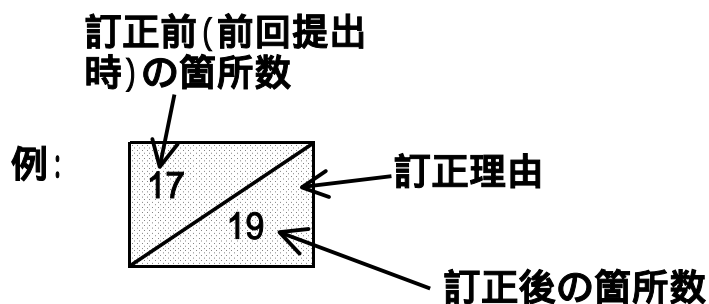 訂正前(前回提出
時)の箇所数
例:
17
訂正理由
19
訂正後の箇所数